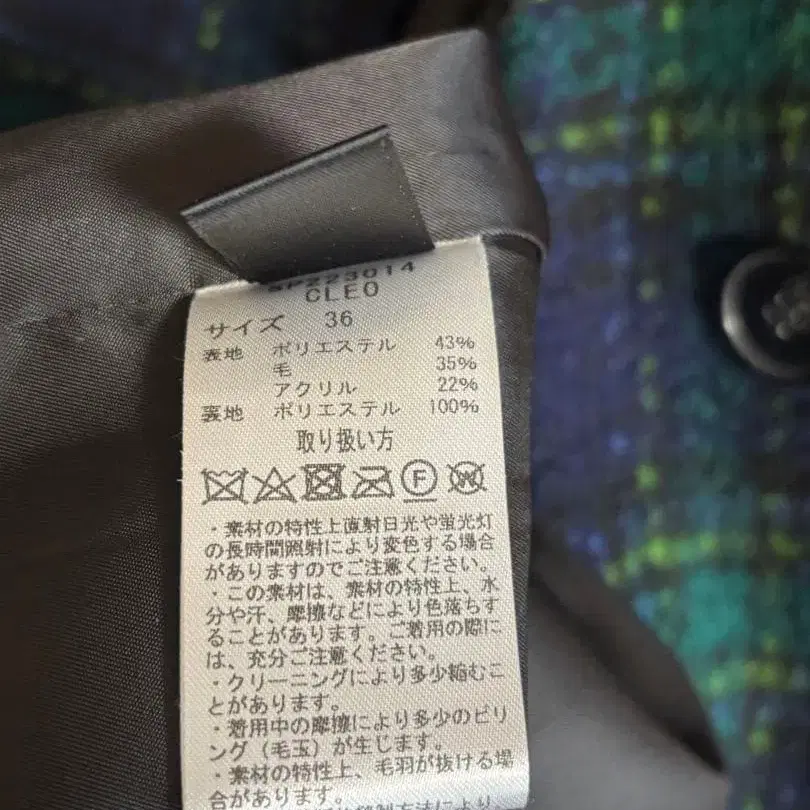 SP223014
CLEO
サイズ 36
表地 ポリエステル 43%
毛 35%
アクリル 22%
裏地 ポリエステル 100%
取り扱い方
F W
・素材の特性上直射日光や蛍光灯
の長時間照射により変色する場合
がありますのでご注意ください。
・この素材は、素材の特性上、水
分や汗、摩擦などにより色落ちす
ることがあります。ご着用の際に
は、充分ご注意ください。
・クリーニングにより多少縮むこ
とがあります。
・着用中の摩擦により多少のピリ
ング（毛玉）が生じます。
・素材の特性上、毛羽が抜ける場
合があります。